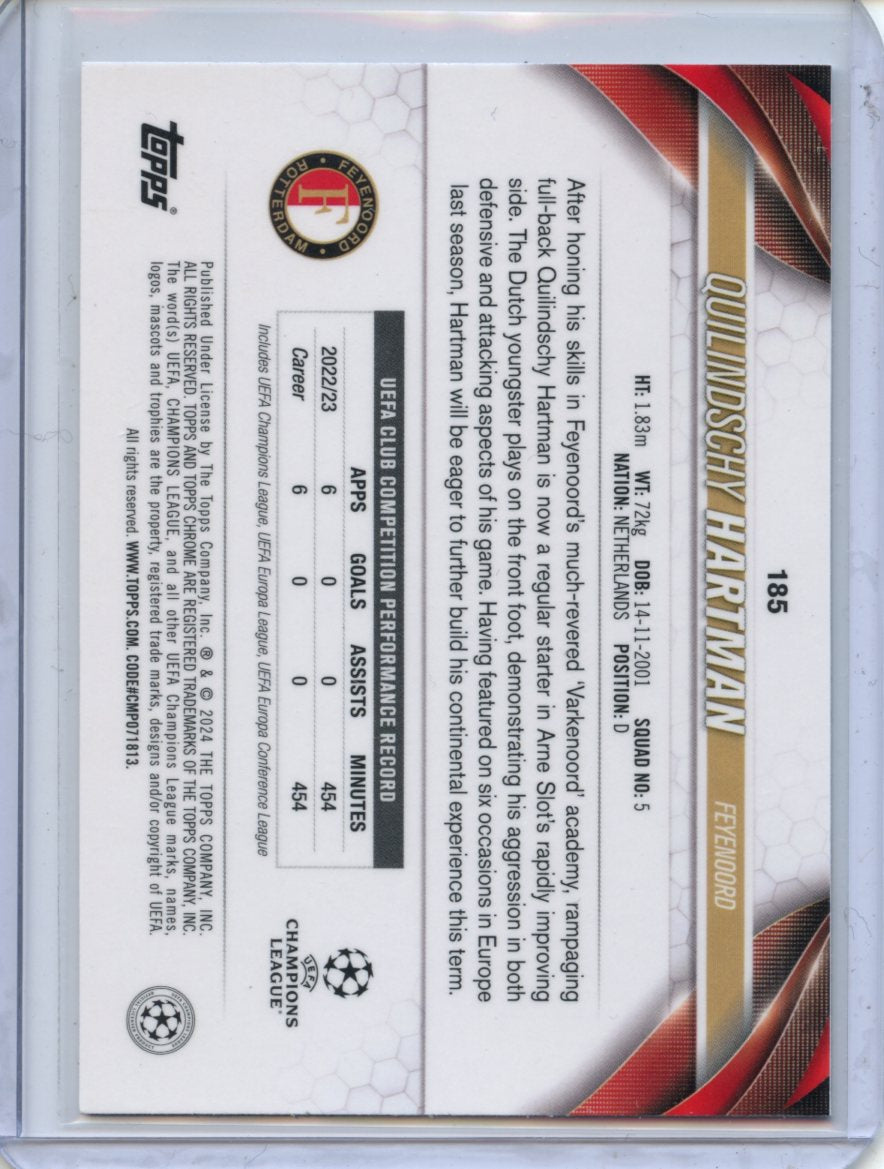 185
QUILINDSCHY HARTMAN FEYENOORD
HT: 1.83m WT: 72kg DOB: 14-11-2001 SQUAD NO: 5
NATION: NETHERLANDS POSITION: D
After honing his skills in Feyenoord's much-revered 'Varkenoord' academy, rampaging
full-back Quilindschy Hartman is now a regular starter in Arne Slot's rapidly improving
side. The Dutch youngster plays on the front foot, demonstrating his aggression in both
defensive and attacking aspects of his game. Having featured on six occasions in Europe
last season, Hartman will be eager to further build his continental experience this term.
FEYENOORD
ROTTERDAM
F
UEFA CLUB COMPETITION PERFORMANCE RECORD
APPS GOALS ASSISTS MINUTES
2022/23 6 0 0 454
Career 6 0 0 454
Includes UEFA Champions League, UEFA Europa League, UEFA Europa Conference League
UEFA
CHAMPIONS
LEAGUE®
topps®
Published Under License by The Topps Company, Inc. ® & © 2024 THE TOPPS COMPANY, INC.
ALL RIGHTS RESERVED. TOPPS AND TOPPS CHROME ARE REGISTERED TRADEMARKS OF THE TOPPS COMPANY, INC.
The word(s) UEFA, CHAMPIONS LEAGUE, and all other UEFA Champions League marks, names,
logos, mascots and trophies are the property, registered trade marks, designs and/or copyright of UEFA.
All rights reserved. WWW.TOPPS.COM. CODE#CMP071813.